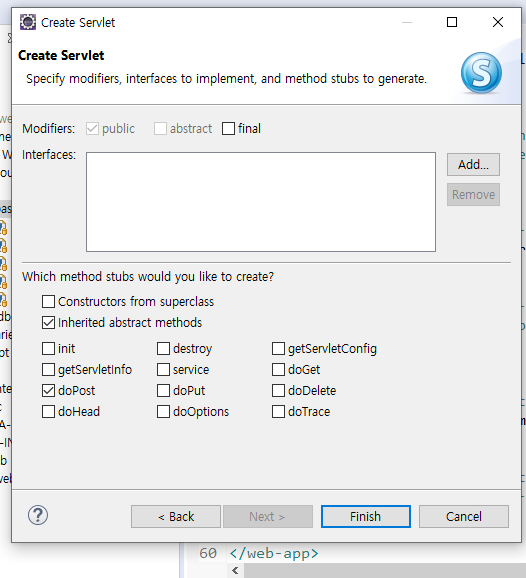 Create Servlet
Create Servlet
Specify modifiers, interfaces to implement, and method stubs to generate.
S
Modifiers: public abstract final
Interfaces:
Add...
Remove
Which method stubs would you like to create?
Constructors from superclass
Inherited abstract methods
init destroy getServletConfig
getServletInfo service doGet
doPost doPut doDelete
doHead doOptions doTrace
? < Back Next > Finish Cancel
60 </web-app>